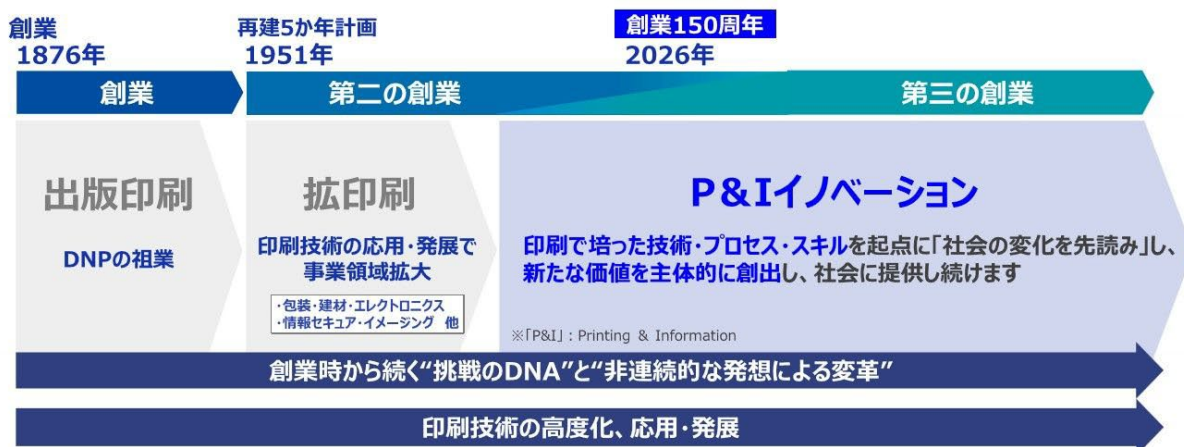 創業
1876年
再建5か年計画
1951年
創業150周年
2026年
創業
第二の創業
第三の創業
出版印刷
DNPの祖業
拡印刷
印刷技術の応用・発展で
事業領域拡大
・包装・建材・エレクトロニクス
・情報セキュア・イメージング 他
P&Iイノベーション
印刷で培った技術・プロセス・スキルを起点に「社会の変化を先読み」し、
新たな価値を主体的に創出し、社会に提供し続けます
※「P&I」: Printing & Information
創業時から続く“挑戦のDNA”と“非連続的な発想による変革”
印刷技術の高度化、応用・発展